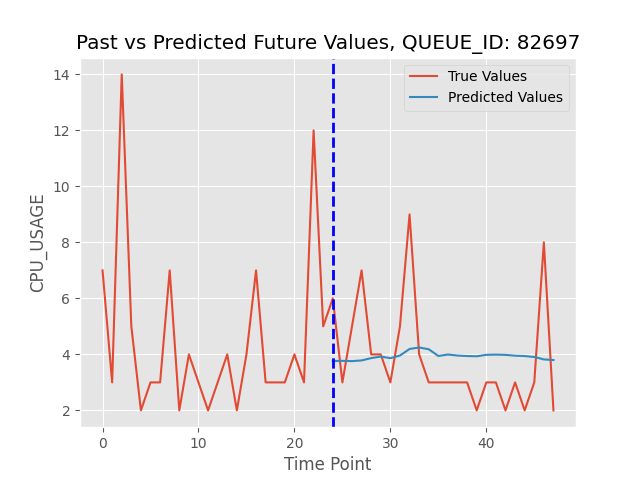 Past vs Predicted Future Values, QUEUE_ID: 82697
True Values
Predicted Values
14
12
10
8
6
4
2
CPU_USAGE
0 10 20 30 40
Time Point